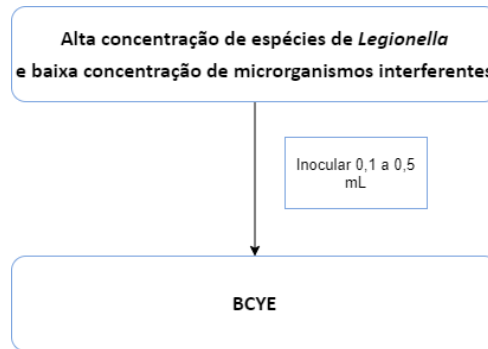 Alta concentração de espécies de Legionella
e baixa concentração de microrganismos interferentes
Inocular 0,1 a 0,5
mL
BCYE